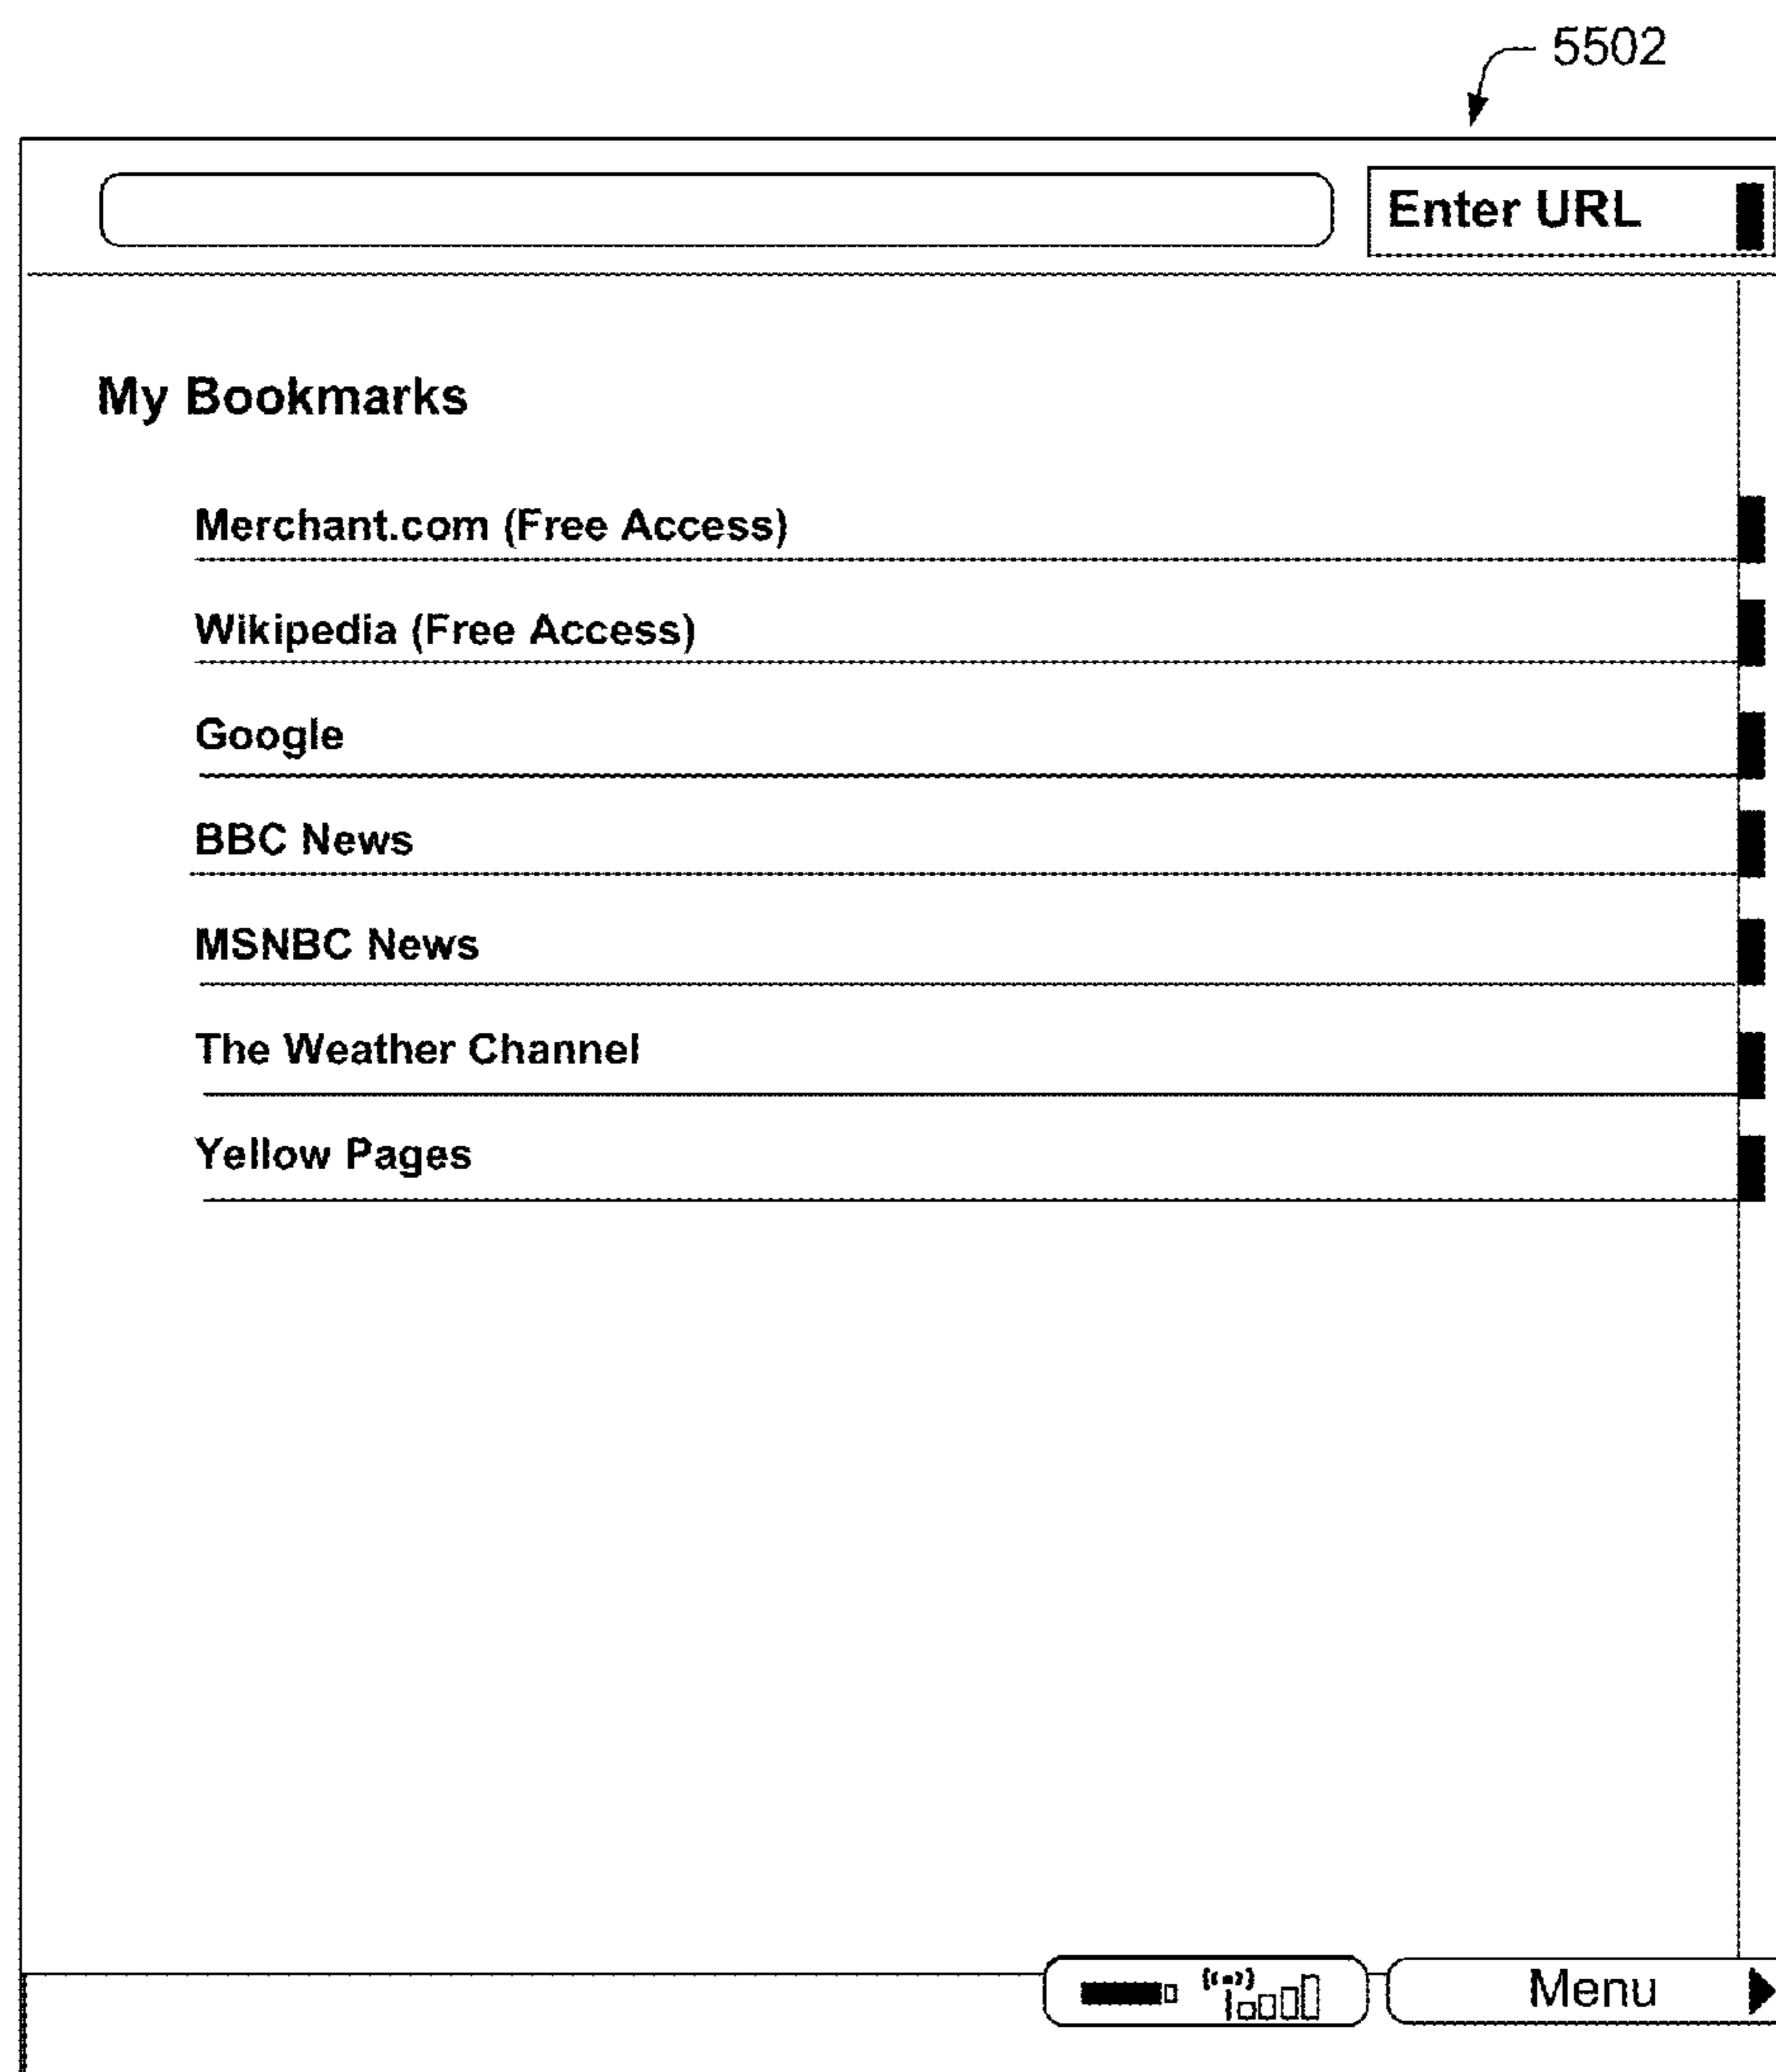 5502
Enter URL
My Bookmarks
Merchant.com (Free Access)
Wikipedia (Free Access)
Google
BBC News
MSNBC News
The Weather Channel
Yellow Pages
Menu